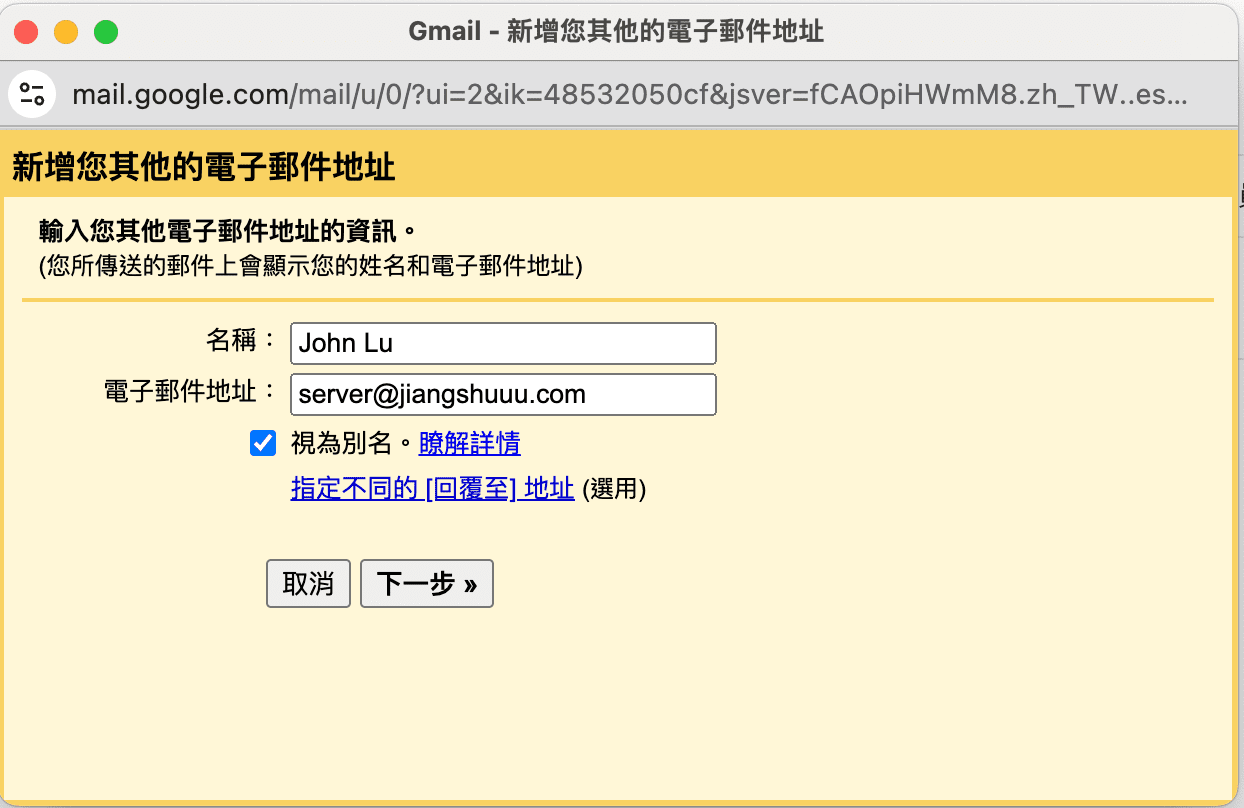 Gmail - 新增您其他的電子郵件地址
mail.google.com/mail/u/0/?ui=2&ik=48532050cf&jsver=fCAOpiHWmM8.zh_TW..es...
新增您其他的電子郵件地址
輸入您其他電子郵件地址的資訊。
(您所傳送的郵件上會顯示您的姓名和電子郵件地址)
名稱： John Lu
電子郵件地址： server@jiangshuuu.com
視為別名。瞭解詳情
指定不同的 [回覆至] 地址 (選用)
取消 下一步 »